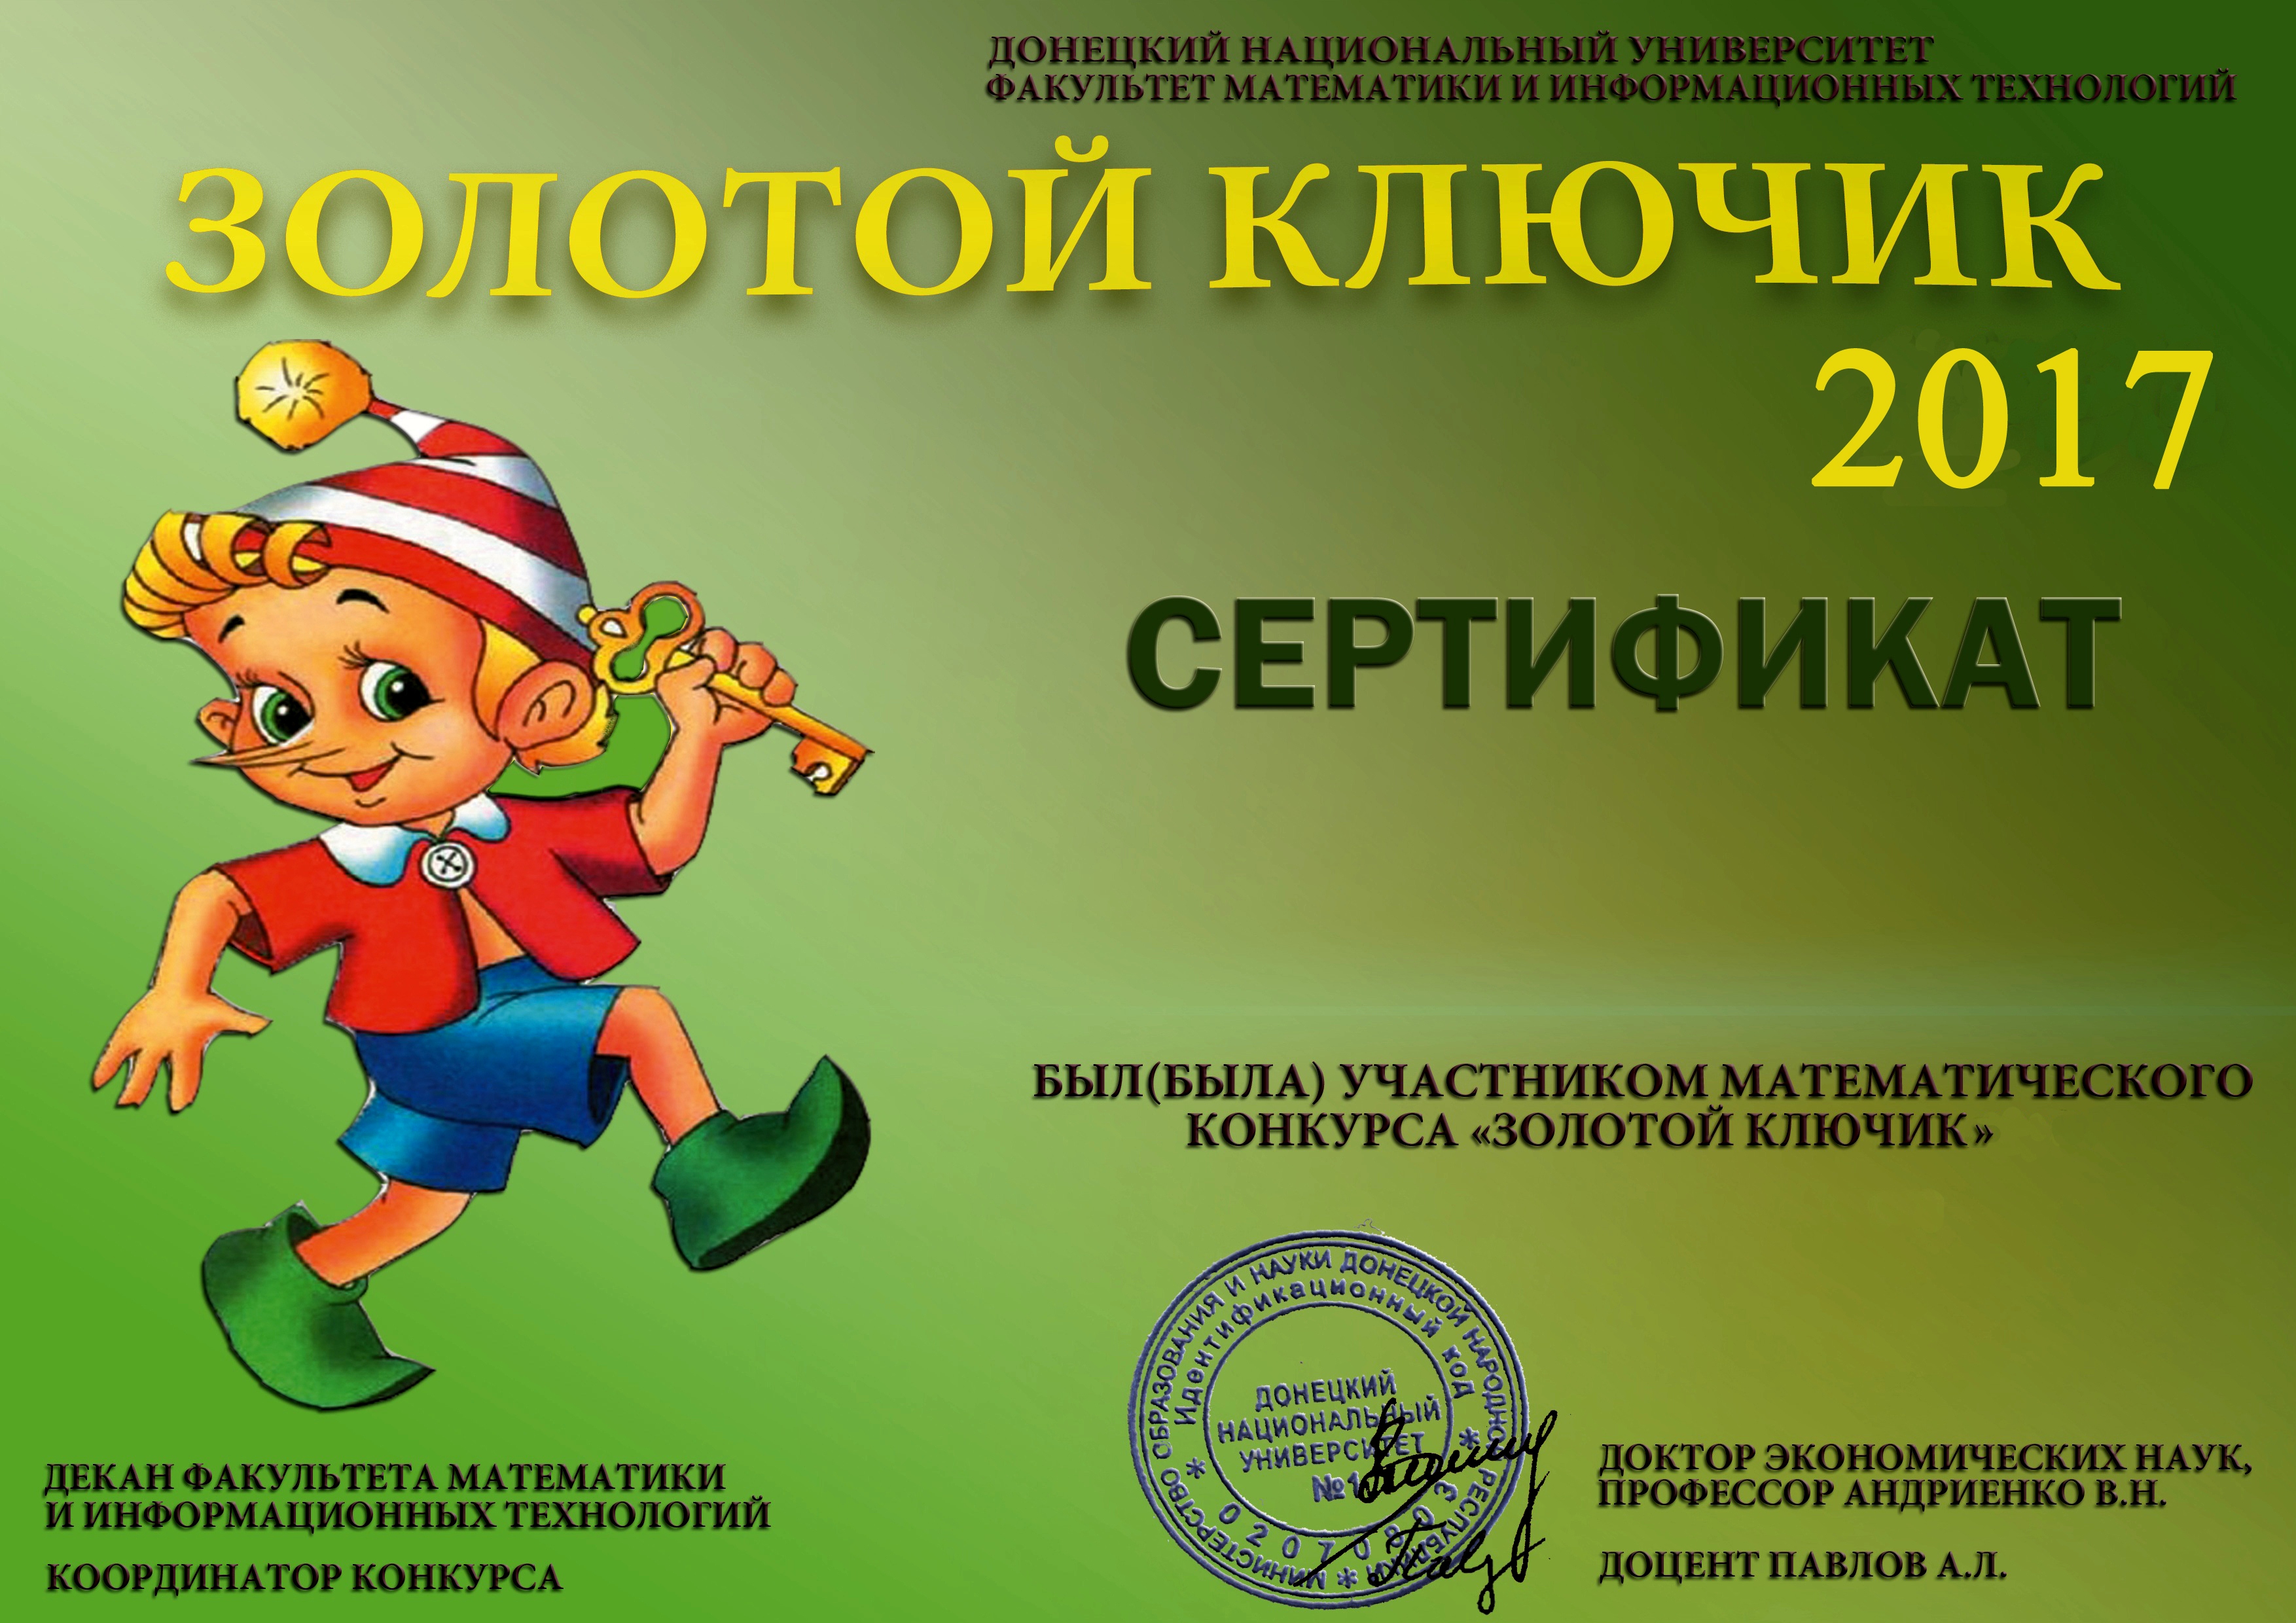 ДОНЕЦКИЙ НАЦИОНАЛЬНЫЙ УНИВЕРСИТЕТ
ФАКУЛЬТЕТ МАТЕМАТИКИ И ИНФОРМАЦИОННЫХ ТЕХНОЛОГИЙ
ЗОЛОТОЙ КЛЮЧИК
2017
СЕРТИФИКАТ
БЫЛ(БЫЛА) УЧАСТНИКОМ МАТЕМАТИЧЕСКОГО
КОНКУРСА «ЗОЛОТОЙ КЛЮЧИК»
МИНИСТЕРСТВО ОБРАЗОВАНИЯ И НАУКИ ДОНЕЦКОЙ НАРОДНОЙ РЕСПУБЛИКИ
Идентификационный код
ДОНЕЦКИЙ
НАЦИОНАЛЬНЫЙ
УНИВЕРСИТЕТ
ДЕКАН ФАКУЛЬТЕТА МАТЕМАТИКИ
И ИНФОРМАЦИОННЫХ ТЕХНОЛОГИЙ
ДОКТОР ЭКОНОМИЧЕСКИХ НАУК,
ПРОФЕССОР АНДРИЕНКО В.Н.
КООРДИНАТОР КОНКУРСА
ДОЦЕНТ ПАВЛОВ А.Л.